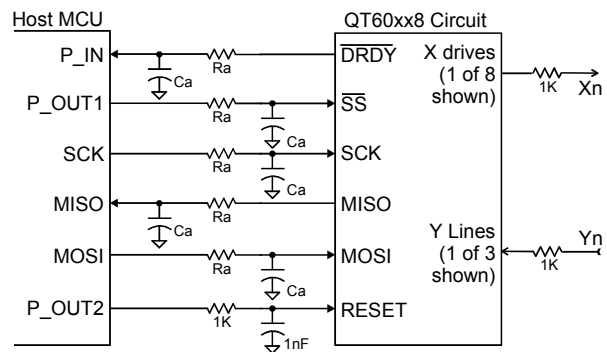 Host MCU
QT60xx8 Circuit
P_IN
Ca
Ra
DRDY
X drives
(1 of 8
shown)
1K
Xn
P_OUT1
Ra
Ca
SS
SCK
Ra
Ca
SCK
MISO
Ca
Ra
MISO
Y Lines
(1 of 3
shown)
1K
Yn
MOSI
Ra
Ca
MOSI
P_OUT2
1K
1nF
RESET